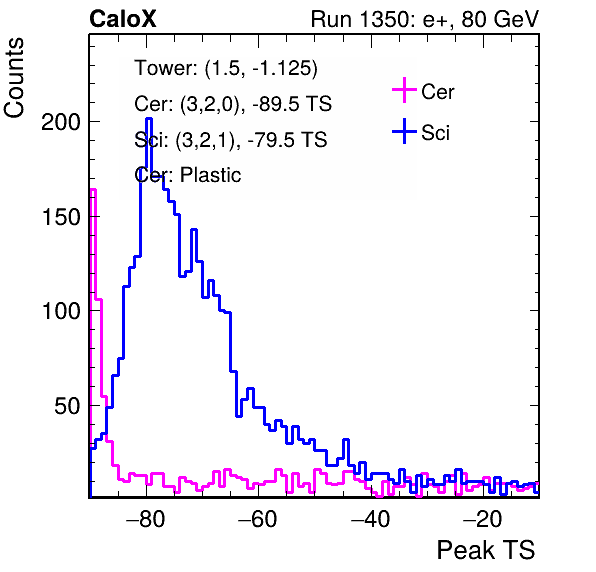 CaloX Run 1350: e+, 80 GeV
Counts
Tower: (1.5, -1.125)
Cer: (3,2,0), -89.5 TS
Sci: (3,2,1), -79.5 TS
Cer: Plastic
Cer
Sci
200
150
100
50
−80 −60 −40 −20
Peak TS